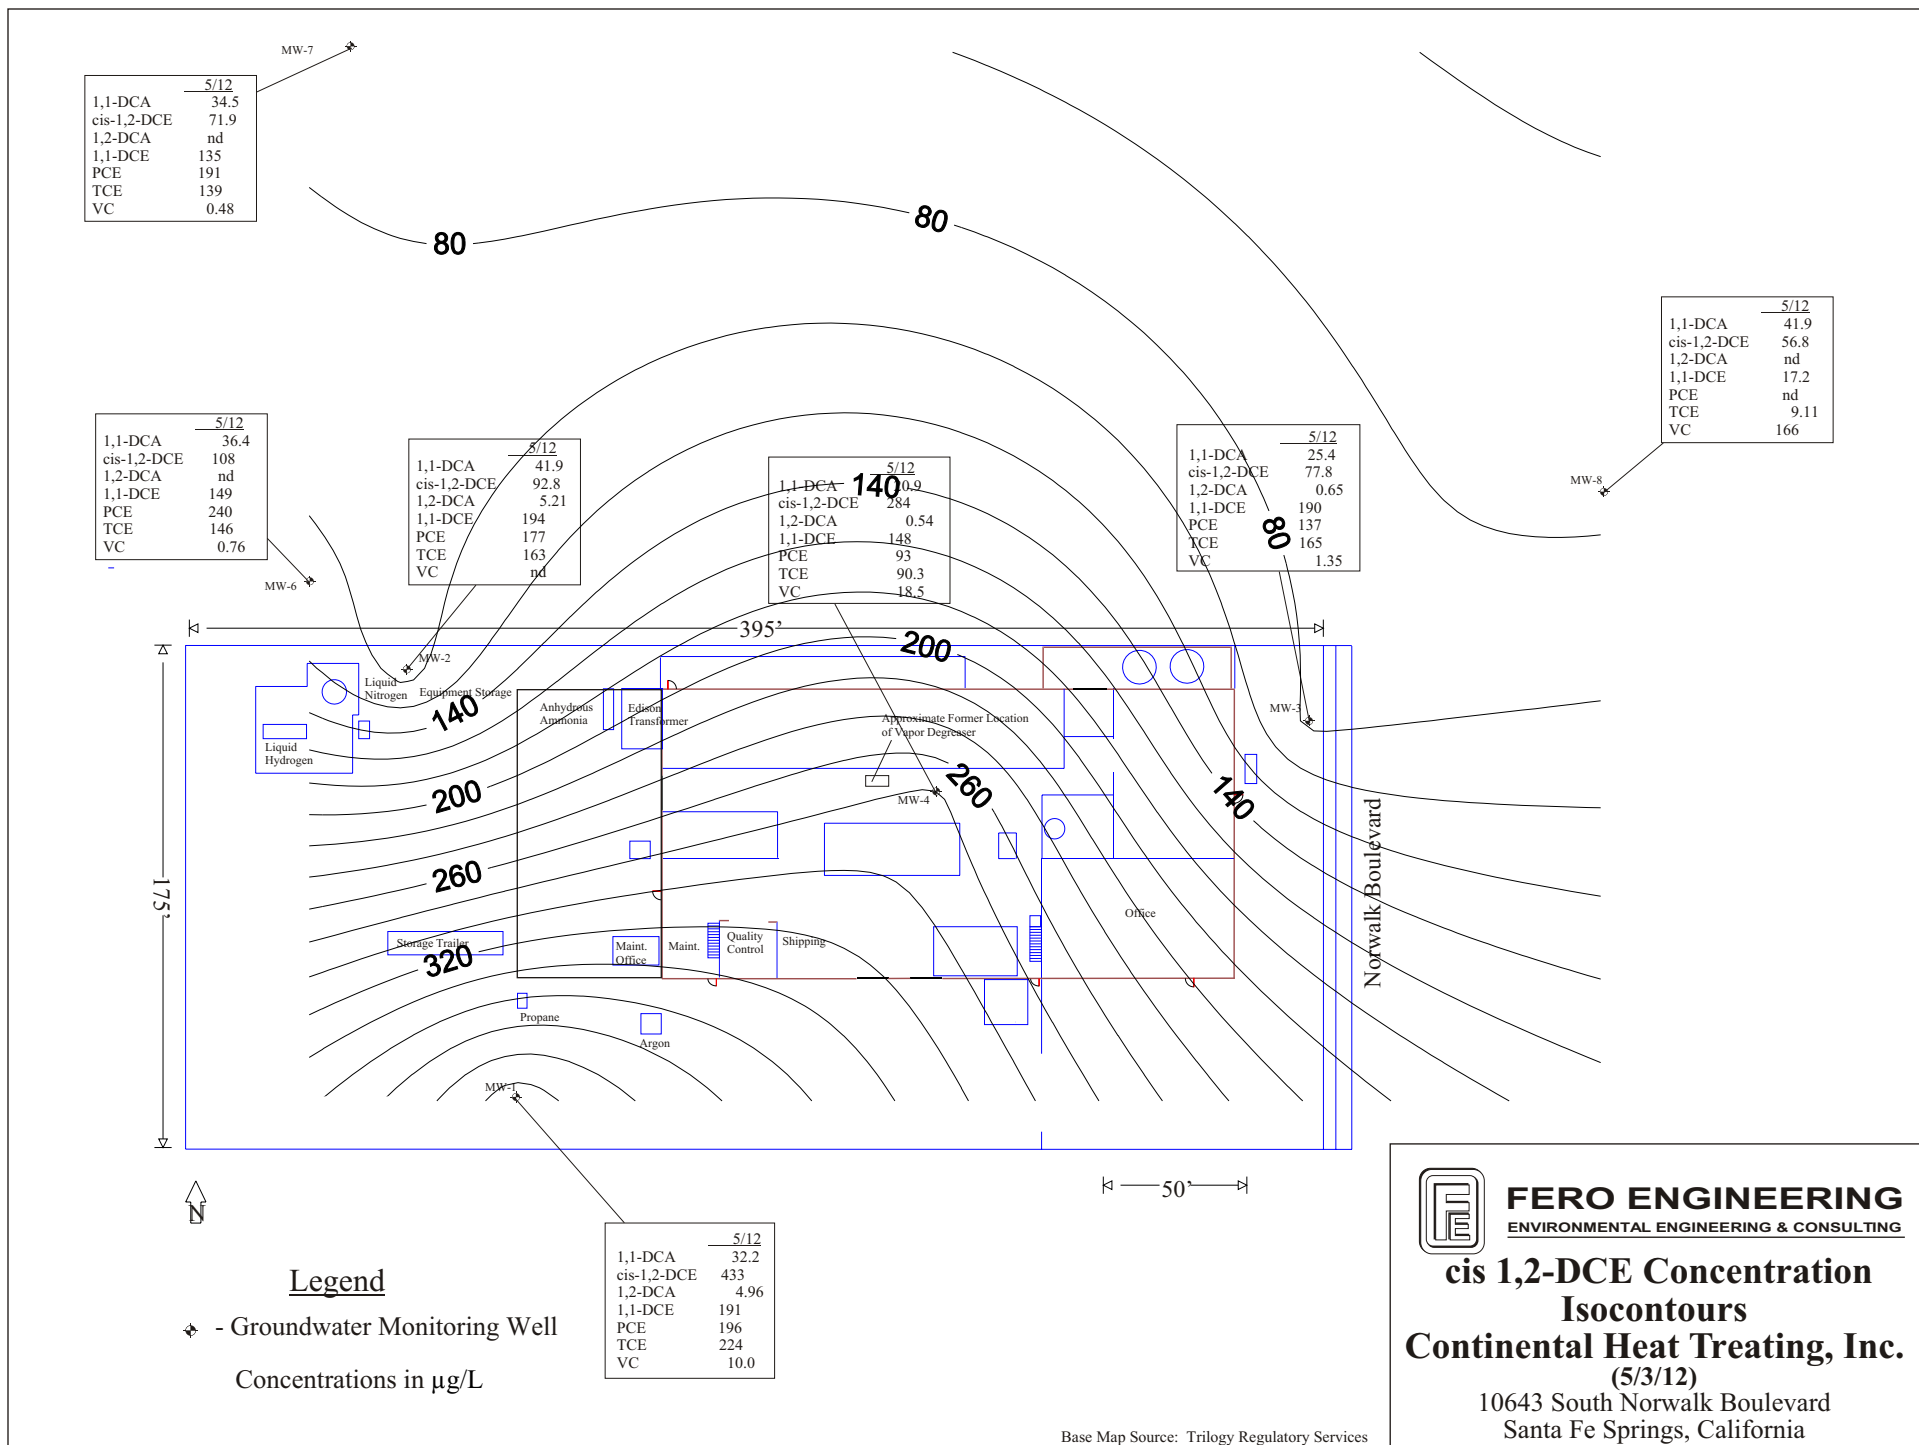 MW-7
5/12
1,1-DCA 34.5
cis-1,2-DCE 71.9
1,2-DCA nd
1,1-DCE 135
PCE 191
TCE 139
VC 0.48
80
80
5/12
1,1-DCA 41.9
cis-1,2-DCE 56.8
1,2-DCA nd
1,1-DCE 17.2
PCE nd
TCE 9.11
VC 166
MW-8
5/12
1,1-DCA 36.4
cis-1,2-DCE 108
1,2-DCA nd
1,1-DCE 149
PCE 240
TCE 146
VC 0.76
MW-6
5/12
1,1-DCA 41.9
cis-1,2-DCE 92.8
1,2-DCA 5.21
1,1-DCE 194
PCE 177
TCE 163
VC nd
MW-2
5/12
1,1-DCA 20.9
cis-1,2-DCE 284
1,2-DCA 0.54
1,1-DCE 148
PCE 93
TCE 90.3
VC 18.5
140
5/12
1,1-DCA 25.4
cis-1,2-DCE 77.8
1,2-DCA 0.65
1,1-DCE 190
PCE 137
TCE 165
VC 1.35
80
MW-3
395'
200
Liquid
Nitrogen
Equipment Storage
140
Anhydrous
Ammonia
Edison
Transformer
Approximate Former Location
of Vapor Degreaser
Liquid
Hydrogen
200
MW-4
260
140
260
175'
Norwalk Boulevard
Office
Storage Trailer
320
Maint.
Office
Maint.
Quality
Control
Shipping
Propane
Argon
MW-1
50'
N
5/12
1,1-DCA 32.2
cis-1,2-DCE 433
1,2-DCA 4.96
1,1-DCE 191
PCE 196
TCE 224
VC 10.0
Legend
- Groundwater Monitoring Well
Concentrations in µg/L
FE
FERO ENGINEERING
ENVIRONMENTAL ENGINEERING & CONSULTING
cis 1,2-DCE Concentration
Isocontours
Continental Heat Treating, Inc.
(5/3/12)
10643 South Norwalk Boulevard
Santa Fe Springs, California
Base Map Source: Trilogy Regulatory Services